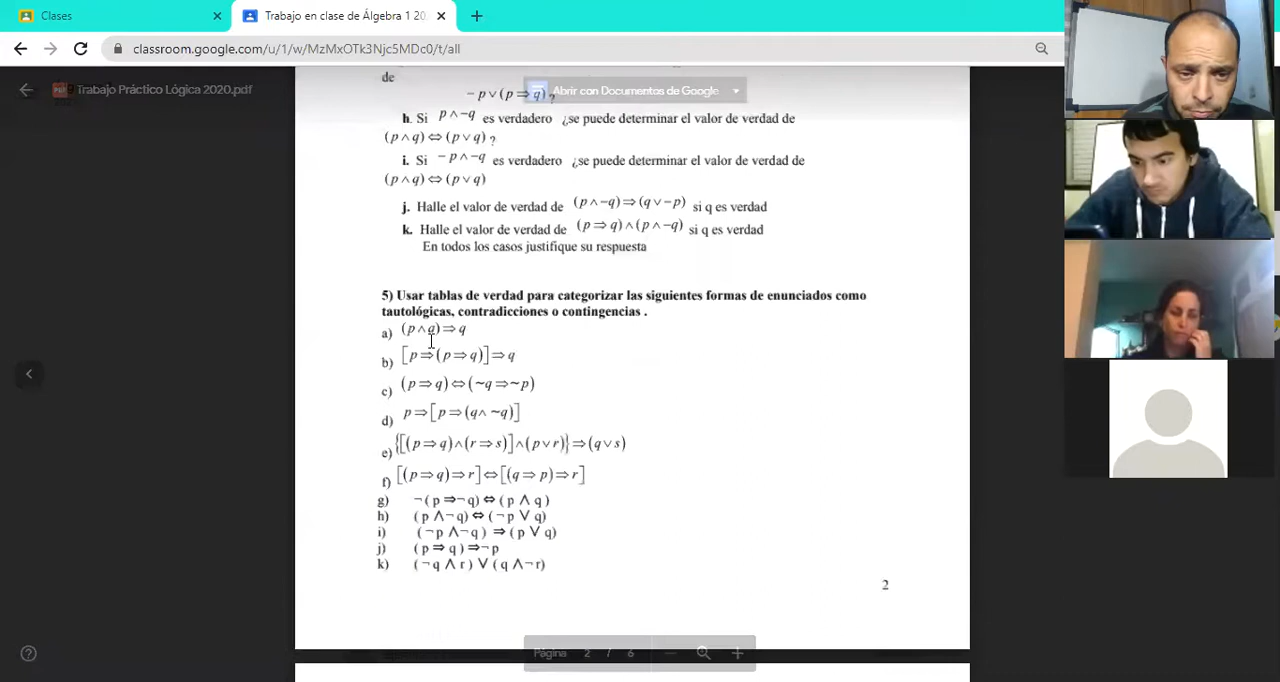 Clases
Trabajo en clase de Álgebra 1 20
classroom.google.com/u/1/w/MzMxOTk3Njc5MDc0/t/all
Trabajo Práctico Lógica 2020.pdf
Abrir con Documentos de Google
de
− p ∨ (p ⇒ q) ?
h. Si p ∧ −q es verdadero ¿se puede determinar el valor de verdad de
(p ∧ q) ⇔ (p ∨ q) ?
i. Si − p ∧ −q es verdadero ¿se puede determinar el valor de verdad de
(p ∧ q) ⇔ (p ∨ q)
j. Halle el valor de verdad de (p ∧ −q) ⇒ (q ∨ −p) si q es verdad
k. Halle el valor de verdad de (p ⇒ q) ∧ (p ∧ −q) si q es verdad
En todos los casos justifique su respuesta
5) Usar tablas de verdad para categorizar las siguientes formas de enunciados como
tautológicas, contradicciones o contingencias .
a) (p ∧ q) ⇒ q
b) [p ⇒ (p ⇒ q)] ⇒ q
c) (p ⇒ q) ⇔ (~q ⇒ ~p)
d) p ⇒ [p ⇒ (q ∧ ~q)]
e) {[(p ⇒ q) ∧ (r ⇒ s)] ∧ (p ∨ r)} ⇒ (q ∨ s)
f) [(p ⇒ q) ⇒ r] ⇔ [(q ⇒ p) ⇒ r]
g) ¬ ( p ⇒ ¬ q) ⇔ ( p ∧ q )
h) ( p ∧ ¬ q) ⇔ ( ¬ p ∨ q)
i) ( ¬ p ∧ ¬ q ) ⇒ ( p ∨ q)
j) ( p ⇒ q ) ⇒ ¬ p
k) ( ¬ q ∧ r ) ∨ ( q ∧ ¬ r)
2
Página 2 / 6